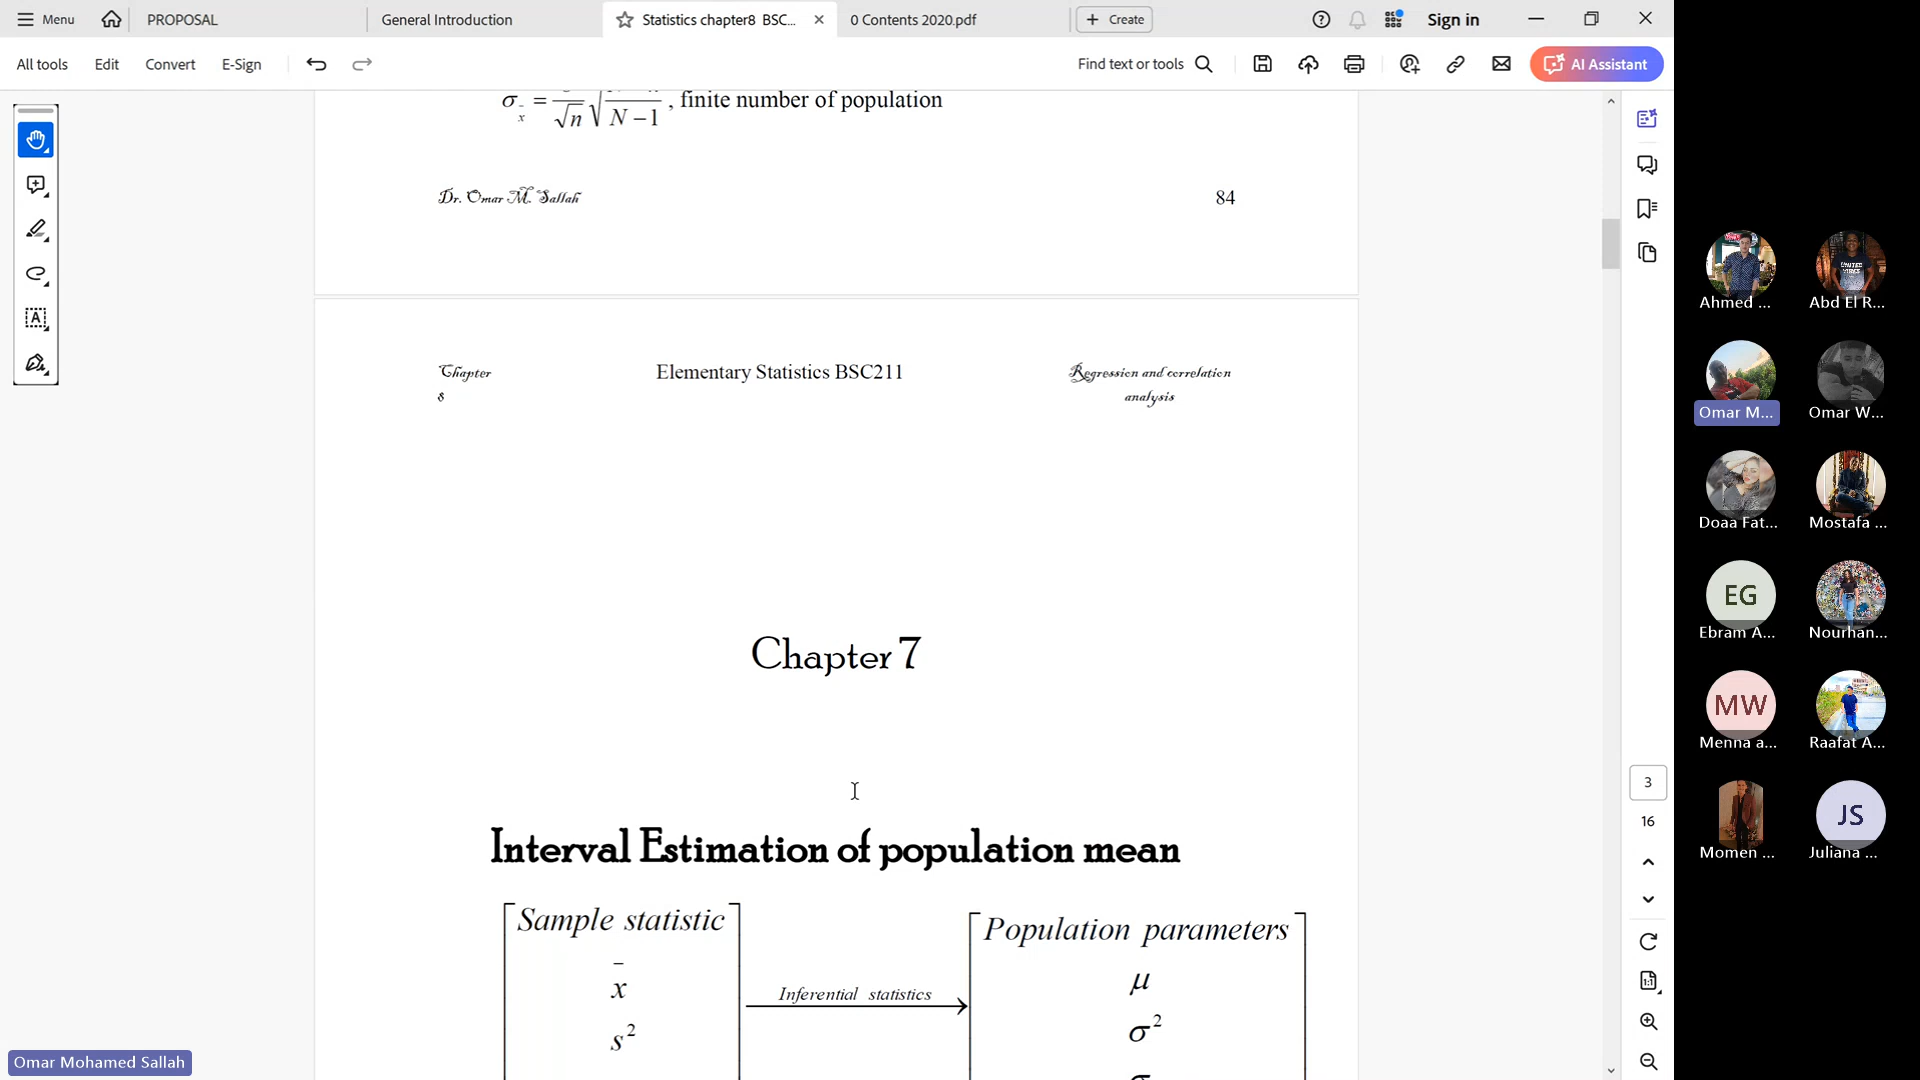 Menu
PROPOSAL
General Introduction
Statistics chapter8 BSC...
0 Contents 2020.pdf
Create
Sign in
All tools
Edit
Convert
E-Sign
Find text or tools
AI Assistant
σx̄ = √n √ N − 1 , finite number of population
Dr. Omar M. Sallah
84
Chapter
8
Elementary Statistics BSC211
Regression and correlation
analysis
Chapter 7
Interval Estimation of population mean
Sample statistic
x̄
s²
Inferential statistics
Population parameters
μ
σ²
3
16
1:1
Ahmed ...
Abd El R...
Omar M...
Omar W...
Doaa Fat...
Mostafa ...
EG
Ebram A...
Nourhan...
MW
Menna a...
Raafat A...
Momen ...
JS
Juliana ...
Omar Mohamed Sallah